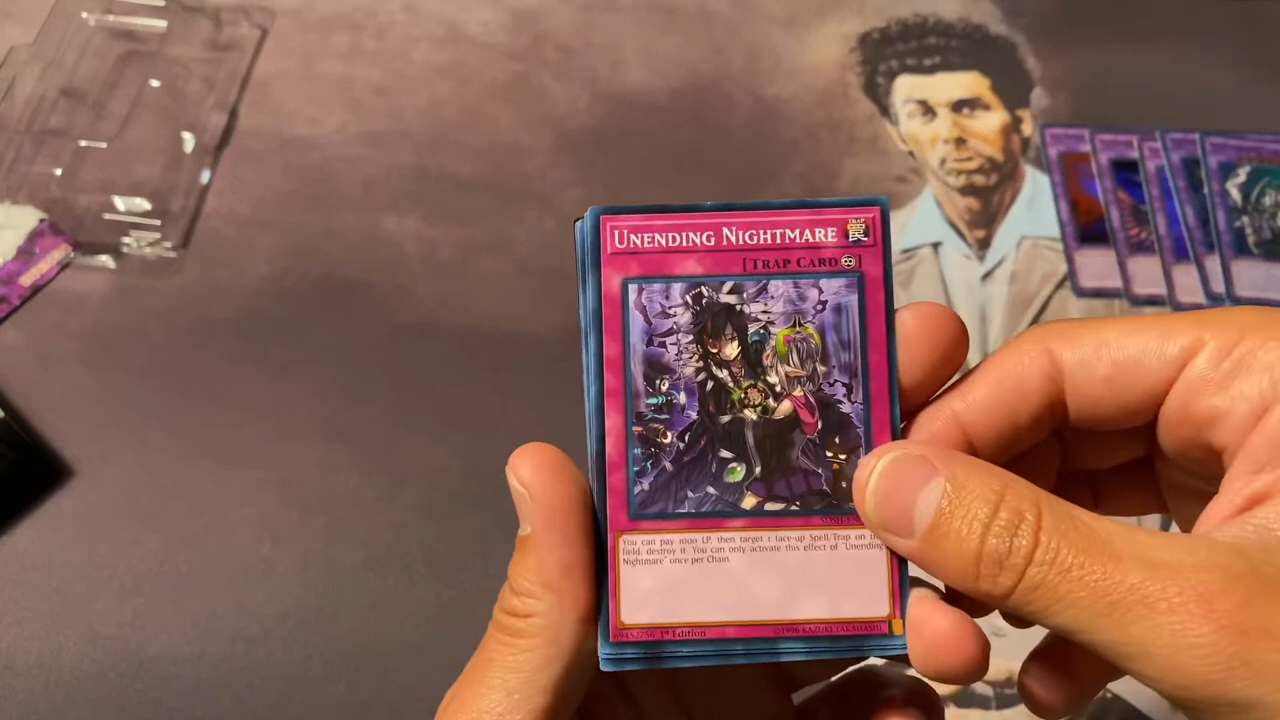 UNENDING NIGHTMARE
TRAP
罠
[TRAP CARD ]
You can pay 1000 LP, then target 1 face-up Spell/Trap on
field; destroy it. You can only activate this effect of "Unending
Nightmare" once per Chain.
69452756 1st Edition
©1996 KAZUKI TAKAHASHI